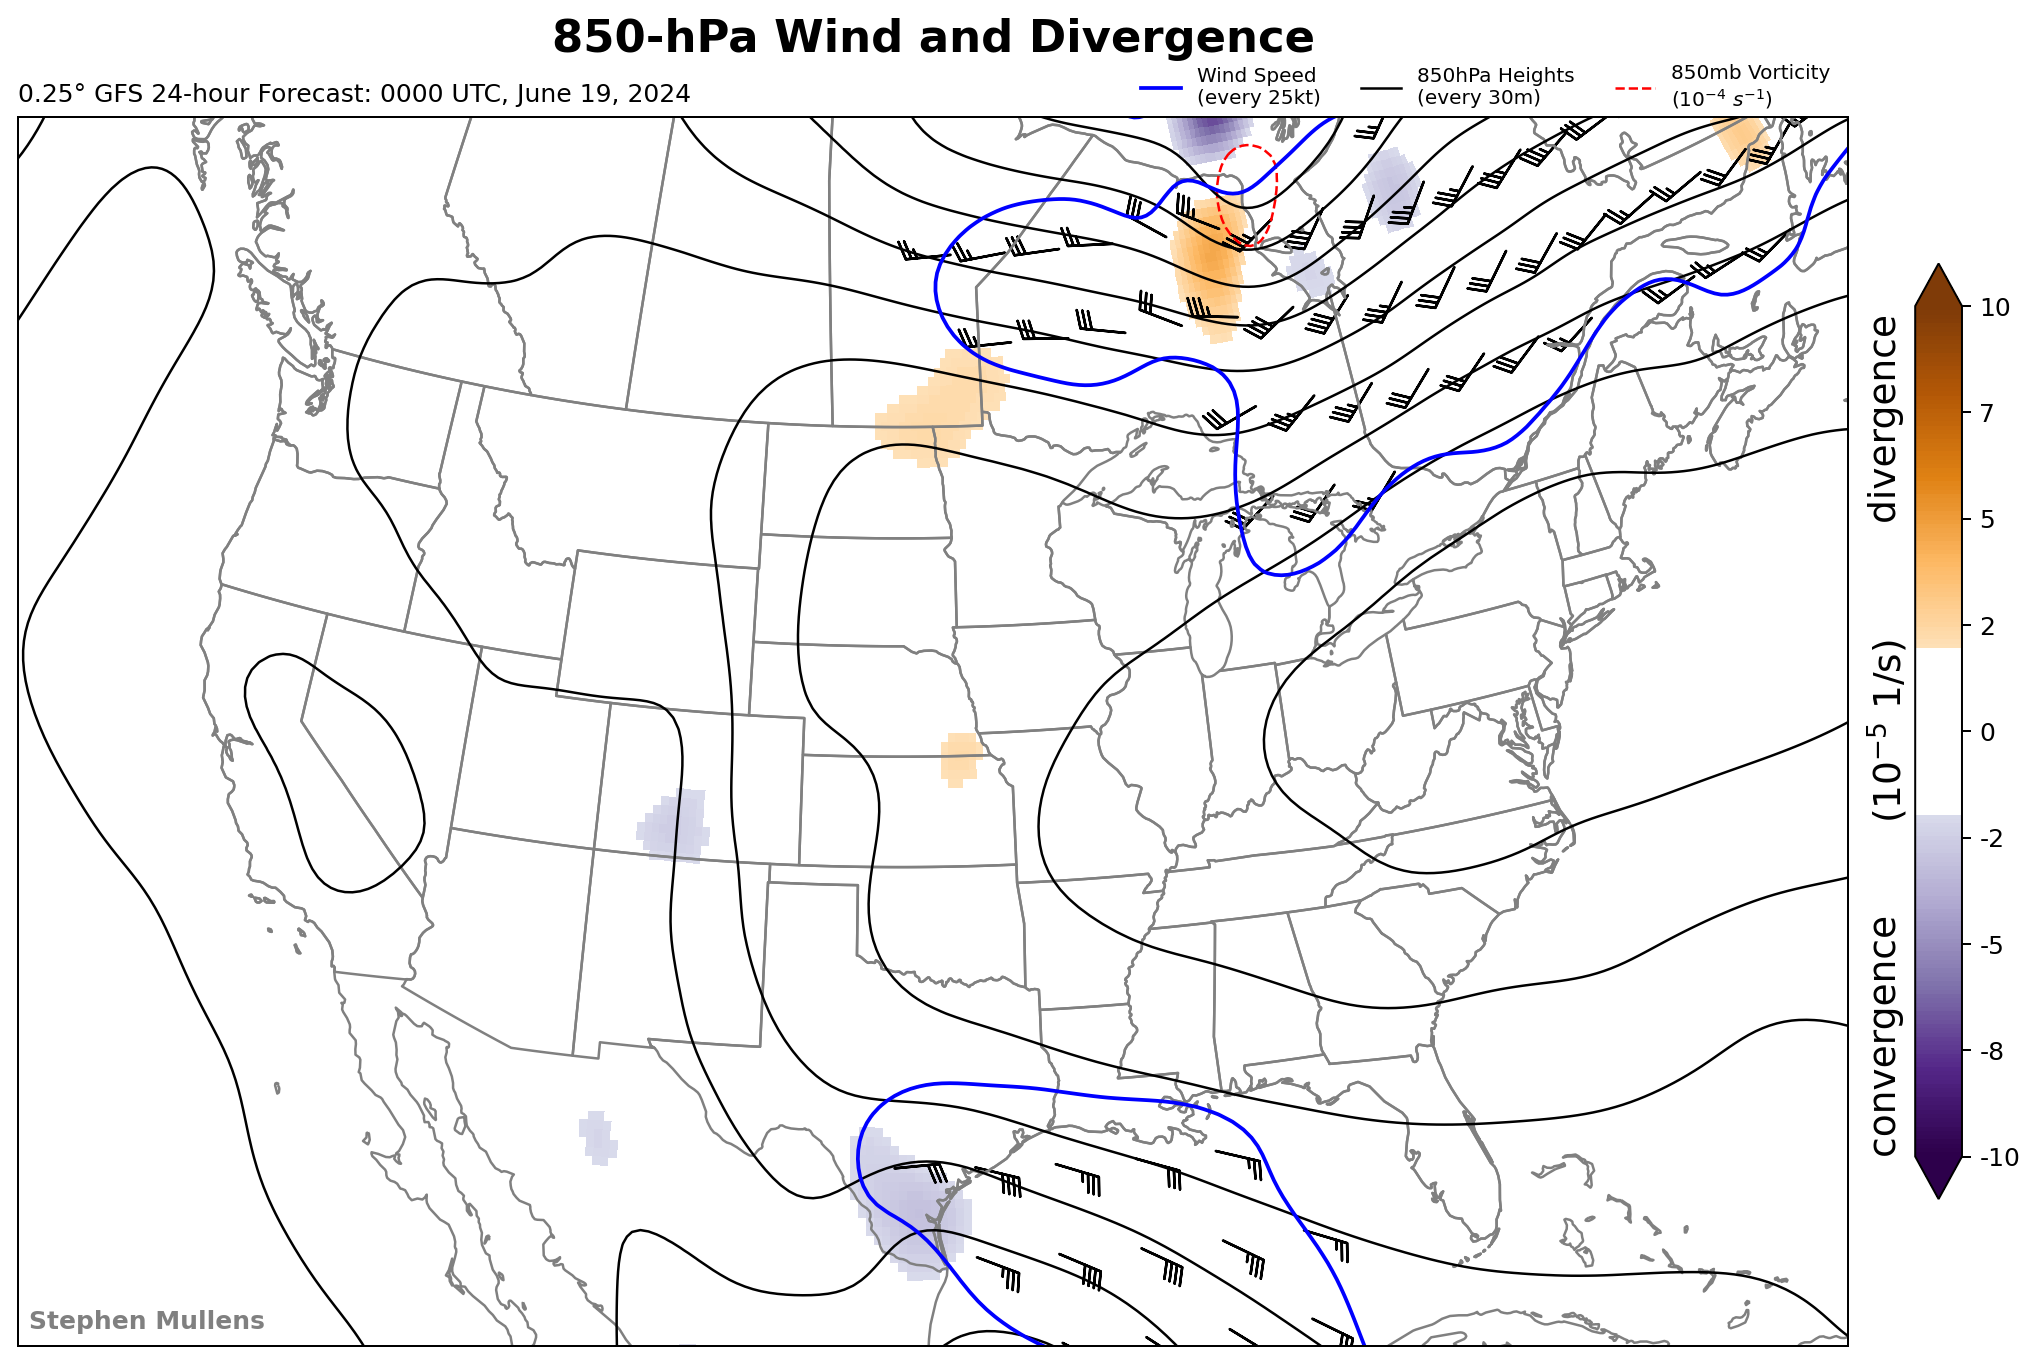 850-hPa Wind and Divergence
0.25° GFS 24-hour Forecast: 0000 UTC, June 19, 2024
Wind Speed
(every 25kt)
850hPa Heights
(every 30m)
850mb Vorticity
(10⁻⁴ s⁻¹)
10
7
5
2
0
-2
-5
-8
-10
divergence
(10⁻⁵ 1/s)
convergence
Stephen Mullens